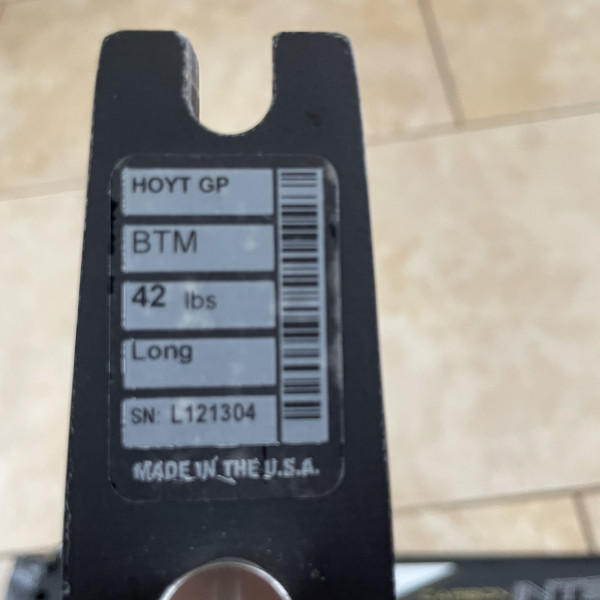 HOYT GP
BTM
42 lbs
Long
SN: L121304
MADE IN THE U.S.A.